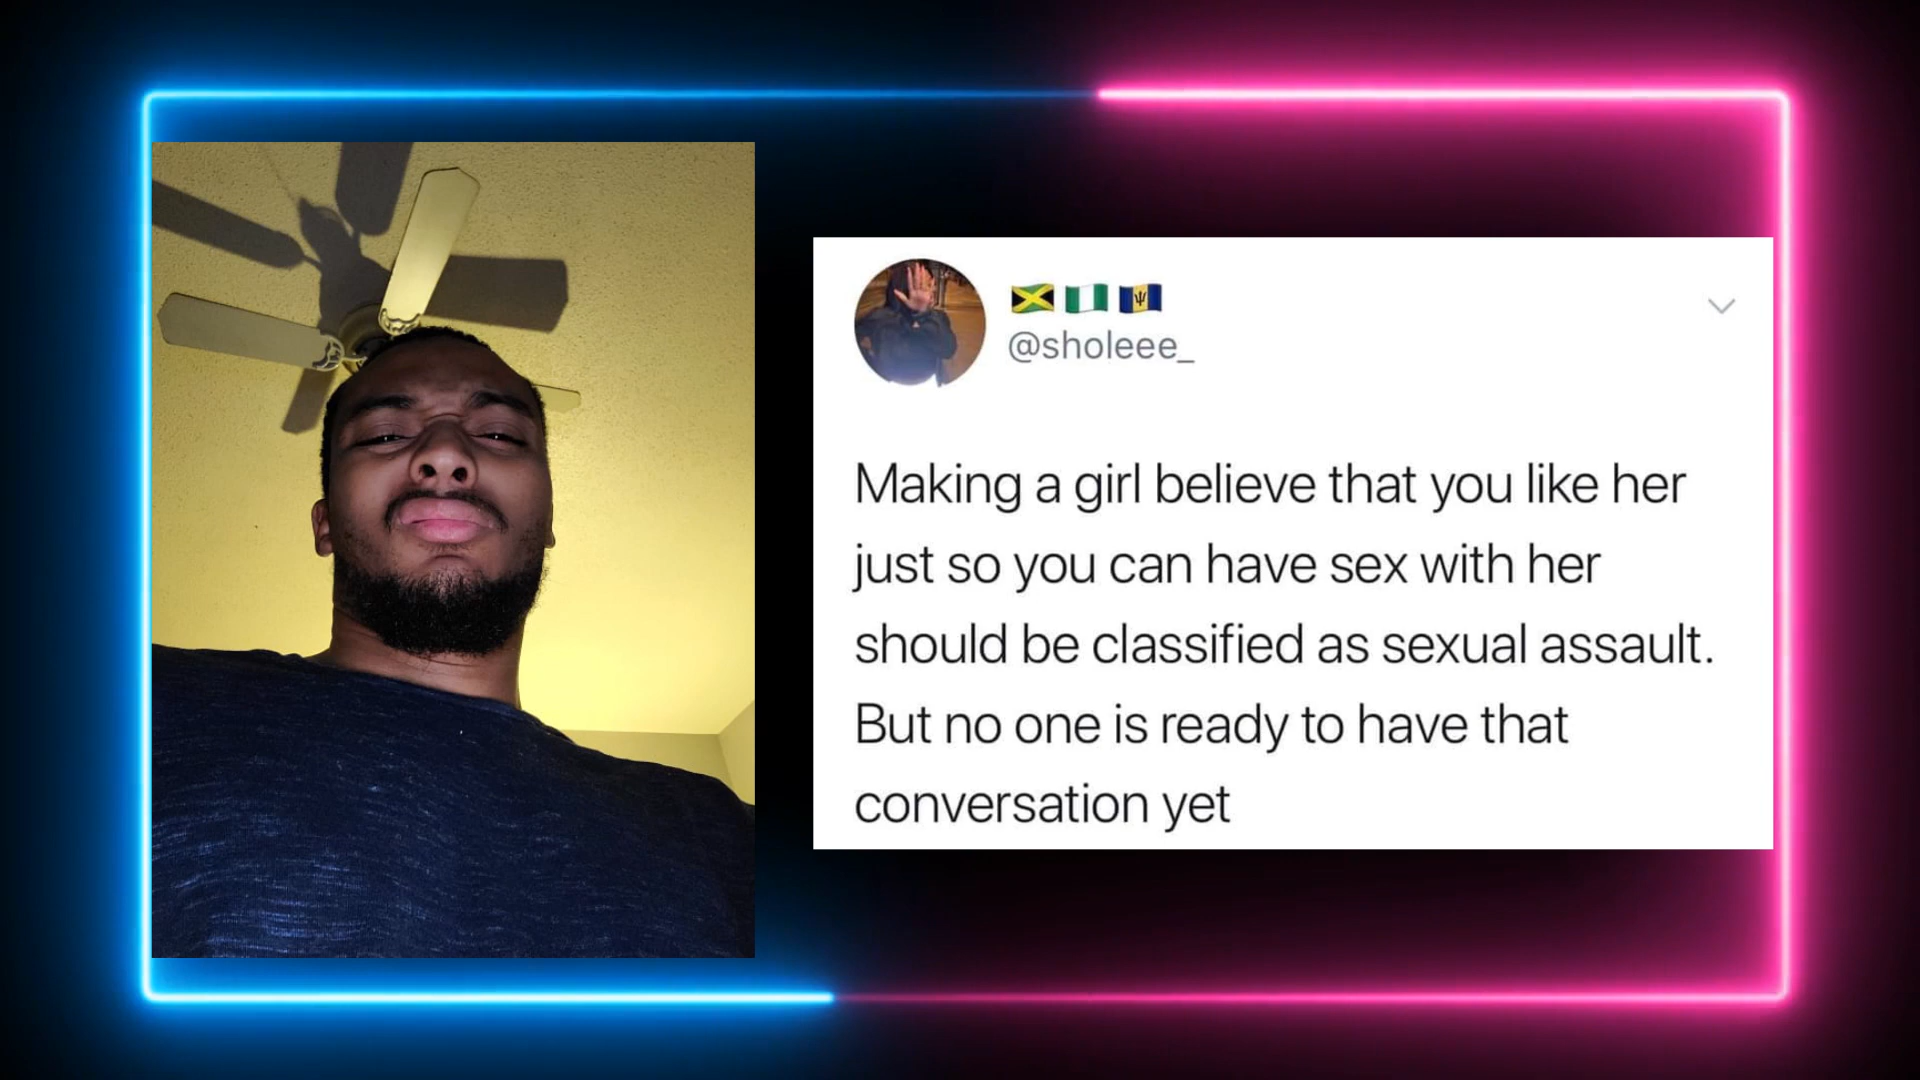 🇯🇲 🇳🇬 🇧🇧
@sholeee_
Making a girl believe that you like her
just so you can have sex with her
should be classified as sexual assault.
But no one is ready to have that
conversation yet